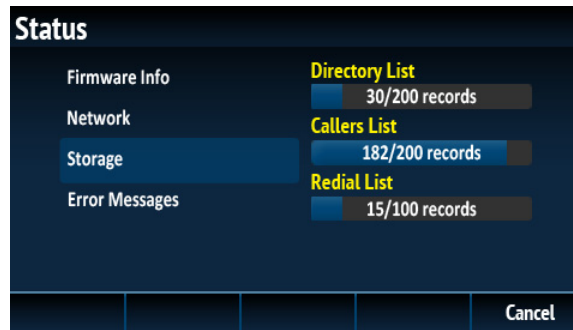 Status
Firmware Info
Network
Storage
Error Messages
Directory List
30/200 records
Callers List
182/200 records
Redial List
15/100 records
Cancel